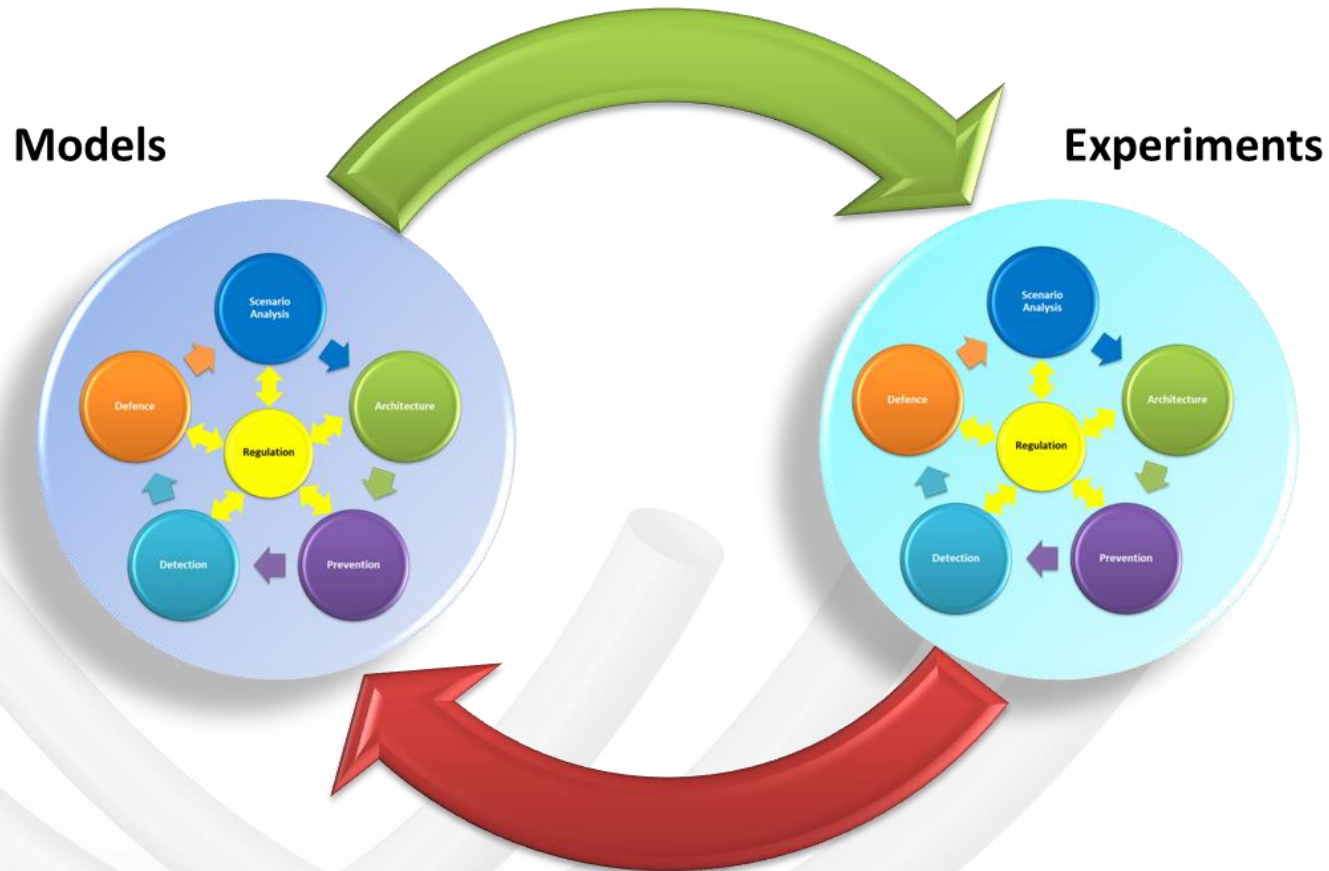 Models
Experiments
Scenario
Analysis
Defence
Architecture
Regulation
Detection
Prevention
Scenario
Analysis
Defence
Architecture
Regulation
Detection
Prevention